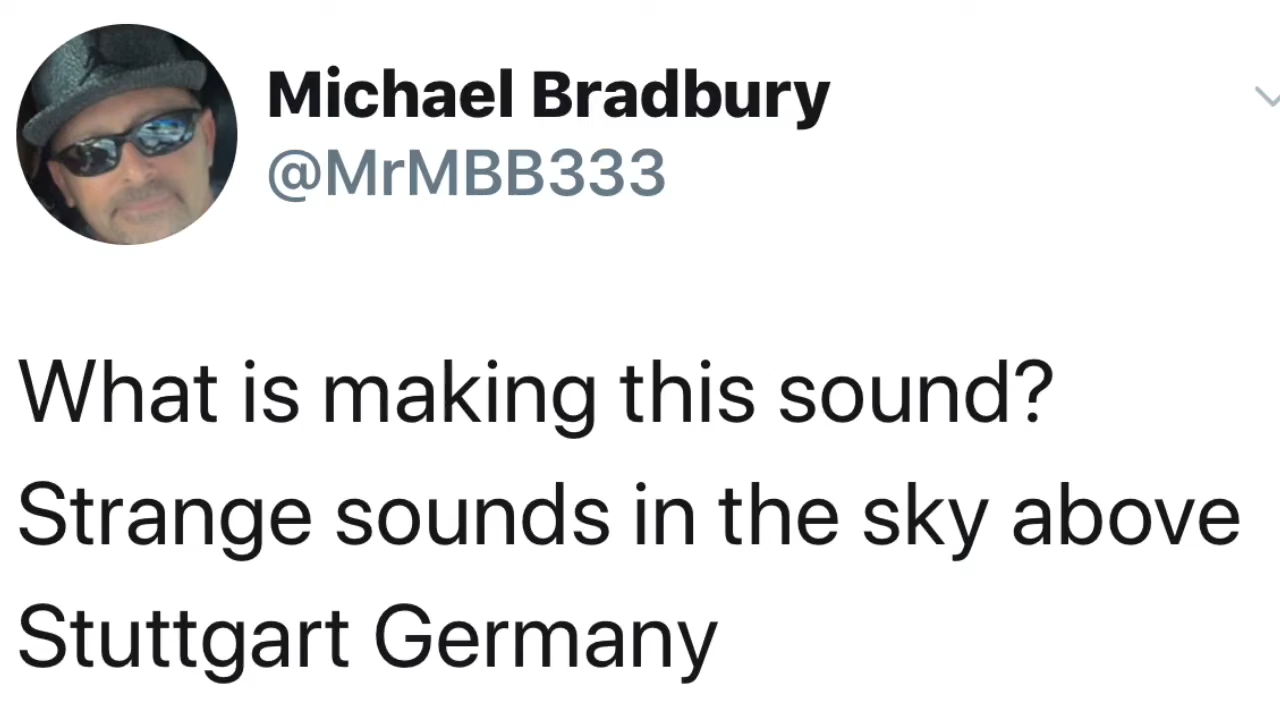 Michael Bradbury
@MrMBB333
What is making this sound?
Strange sounds in the sky above
Stuttgart Germany